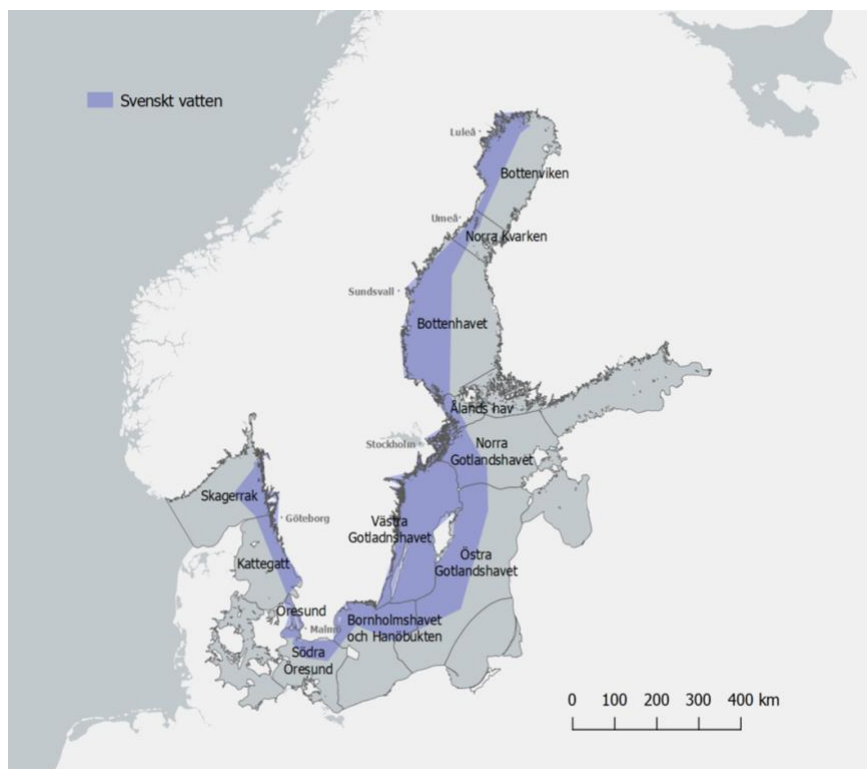 Svenskt vatten
Luleå
Bottenviken
Umeå
Norra Kvarken
Sundsvall
Bottenhavet
Ålands hav
Stockholm
Norra
Gotlandshavet
Skagerrak
Göteborg
Västra
Gotladnshavet
Kattegatt
Östra
Gotlandshavet
Öresund
Malmö
Bornholmshavet
och Hanöbukten
Södra
Öresund
0 100 200 300 400 km